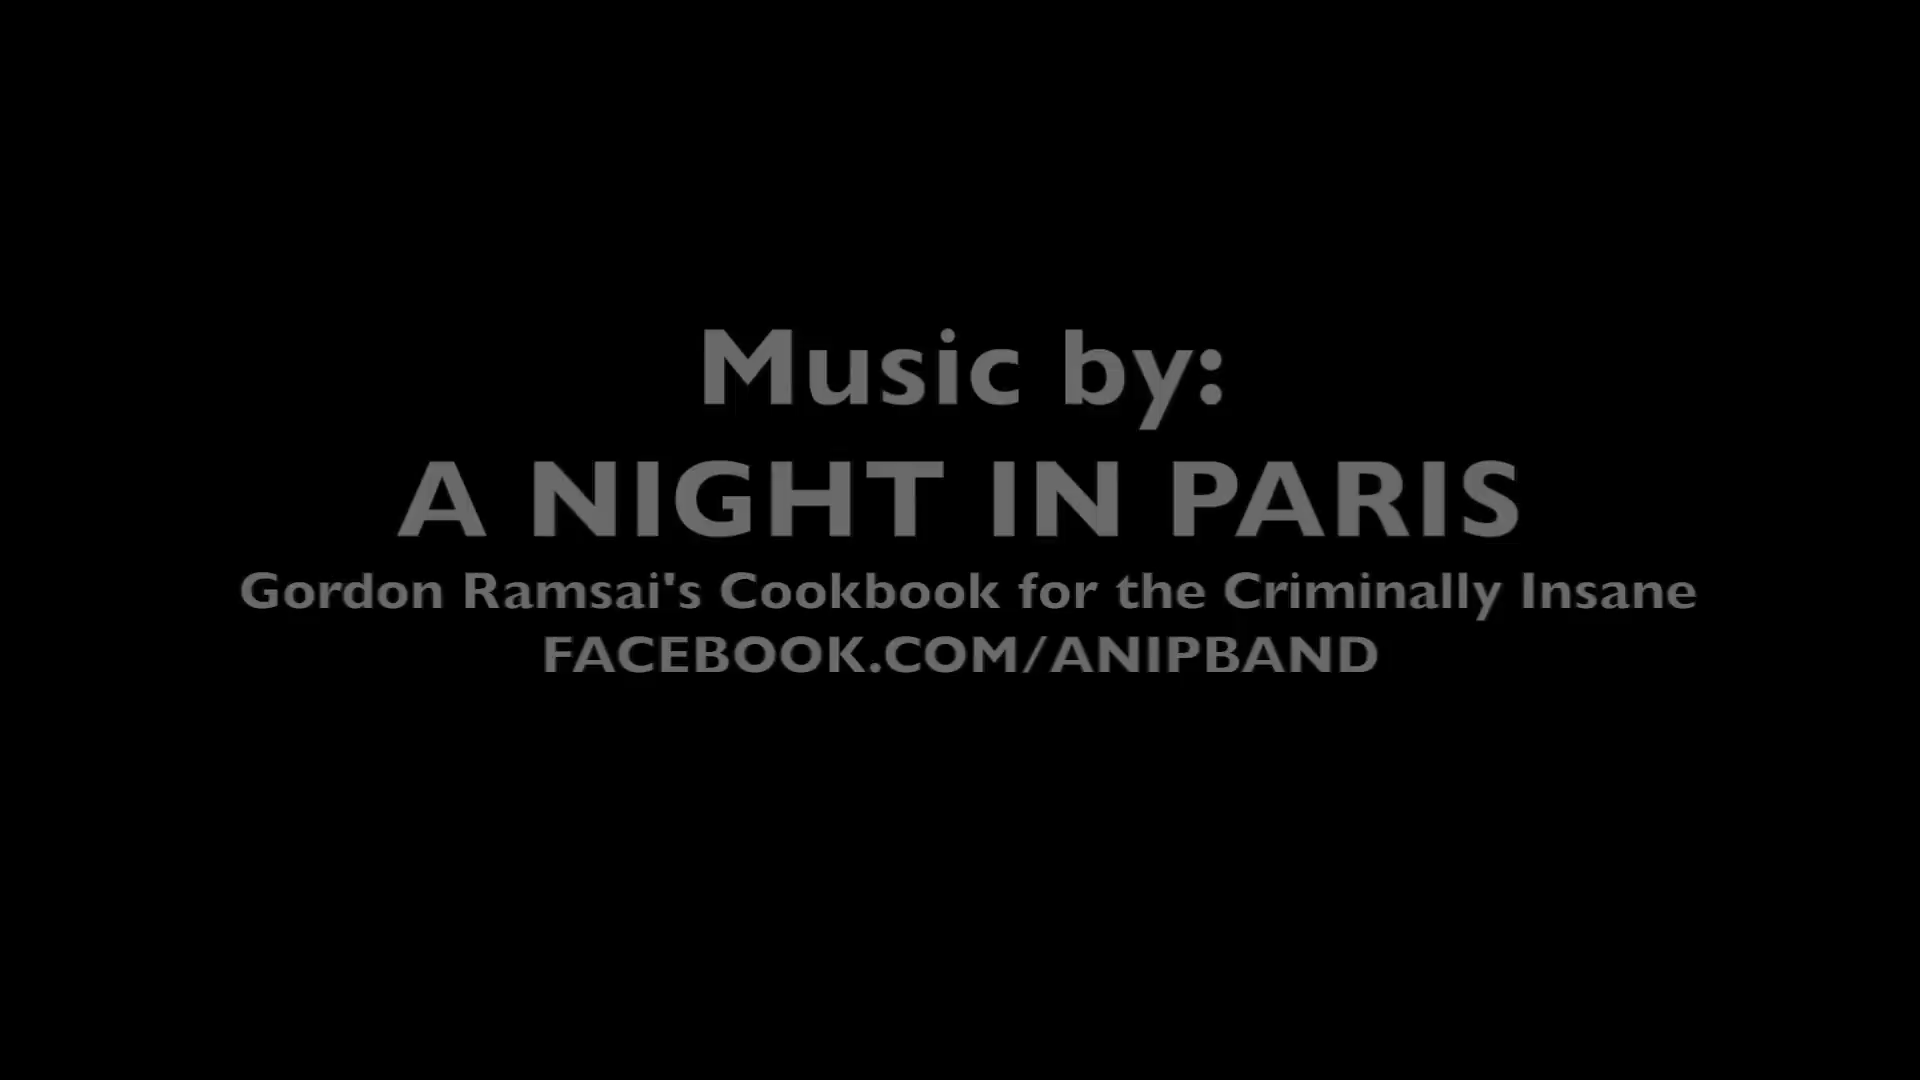 Music by:
A NIGHT IN PARIS
Gordon Ramsai's Cookbook for the Criminally Insane
FACEBOOK.COM/ANIPBAND